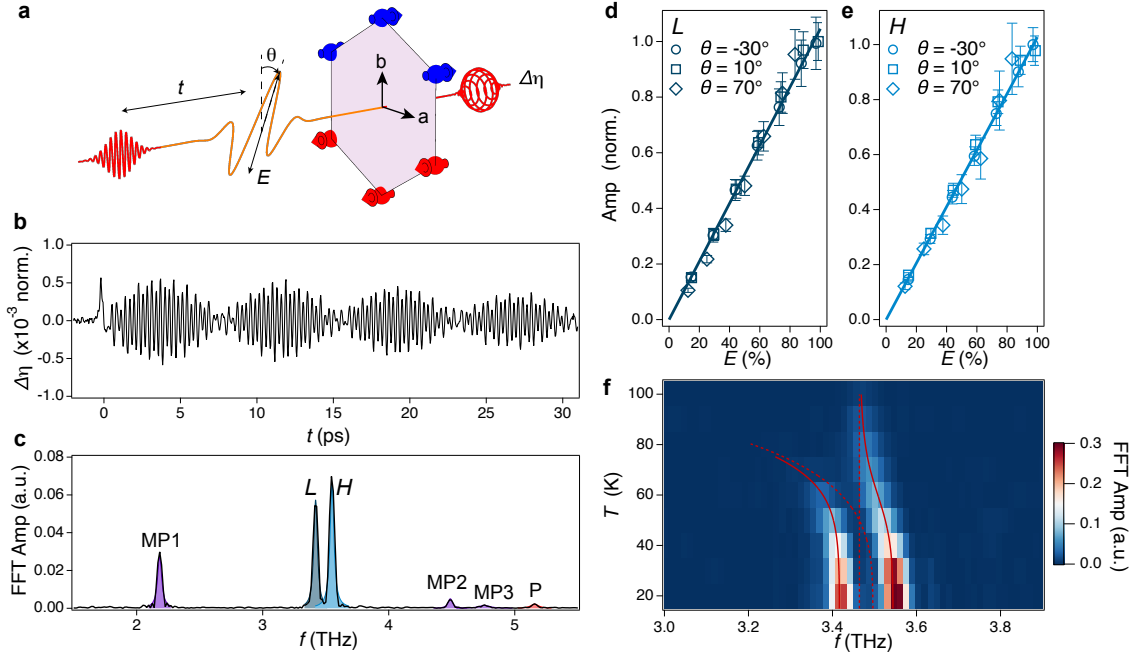 a
t
θ
E
b
a
Δη
b
Δη (x10⁻³ norm.)
1.0
0.5
0.0
-0.5
-1.0
0 5 10 15 20 25 30
t (ps)
c
FFT Amp (a.u.)
0.08
0.06
0.04
0.02
0.00
MP1
L
H
MP2
MP3
P
2 3 4 5
f (THz)
d
L
θ = -30°
θ = 10°
θ = 70°
Amp (norm.)
1.0
0.8
0.6
0.4
0.2
0.0
0 20 40 60 80 100
E (%)
e
H
θ = -30°
θ = 10°
θ = 70°
1.0
0.8
0.6
0.4
0.2
0.0
0 20 40 60 80 100
E (%)
f
T (K)
100
80
60
40
20
3.0 3.4 3.8
f (THz)
0.3
0.2
0.1
0.0
FFT Amp (a.u.)